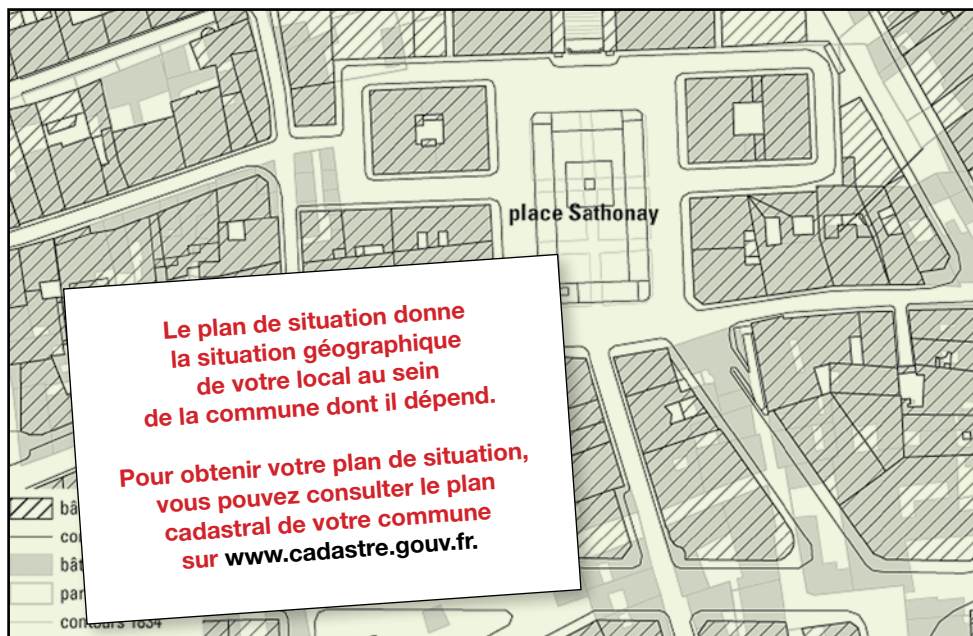 place Sathonay
Le plan de situation donne
la situation géographique
de votre local au sein
de la commune dont il dépend.
Pour obtenir votre plan de situation,
vous pouvez consulter le plan
cadastral de votre commune
sur www.cadastre.gouv.fr.
contours 1834